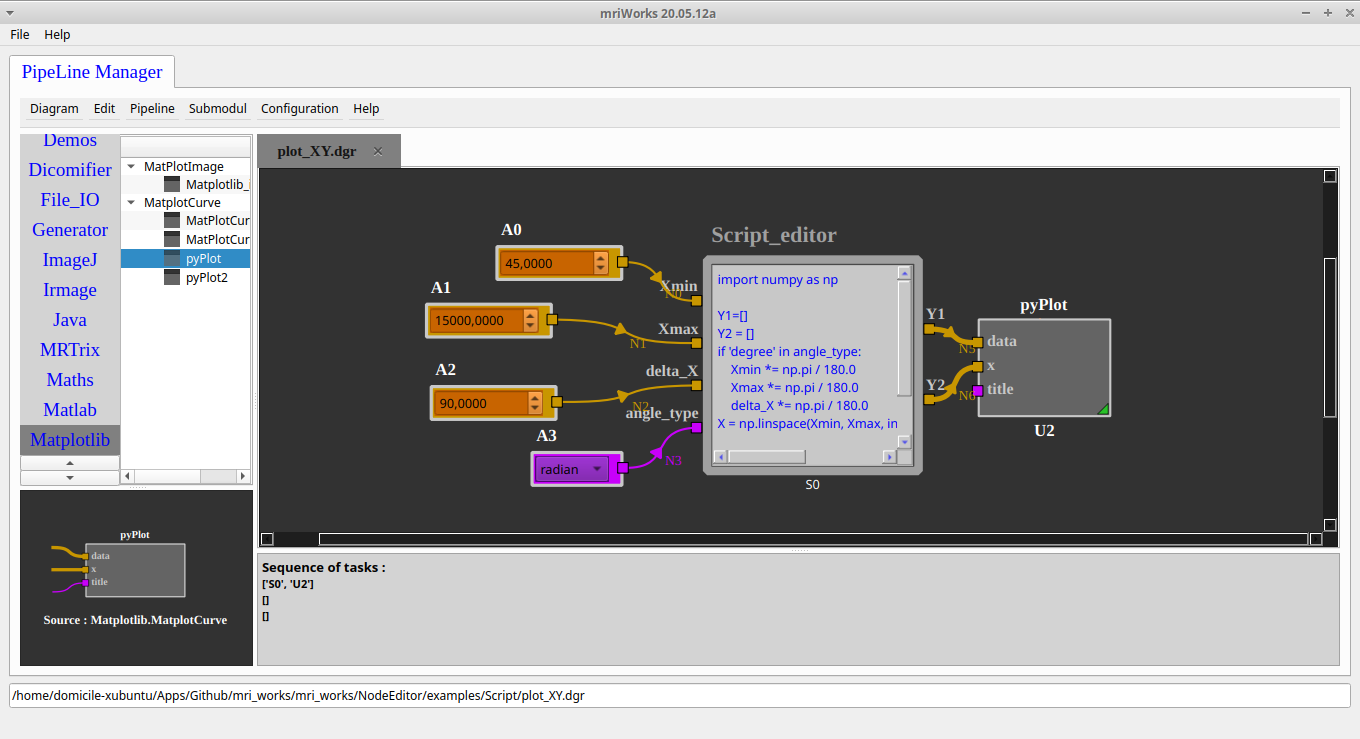 mriWorks 20.05.12a
File Help
PipeLine Manager
Diagram Edit Pipeline Submodul Configuration Help
Demos
Dicomifier
File_IO
Generator
ImageJ
Irmage
Java
MRTrix
Maths
Matlab
Matplotlib
MatPlotImage
Matplotlib_
MatplotCurve
MatPlotCur
MatPlotCur
pyPlot
pyPlot2
plot_XY.dgr
A0
45,0000
A1
15000,0000
A2
90,0000
A3
radian
N0
N1
N2
N3
Script_editor
Xmin
Xmax
delta_X
angle_type
import numpy as np
Y1=[]
Y2 = []
if 'degree' in angle_type:
Xmin *= np.pi / 180.0
Xmax *= np.pi / 180.0
delta_X *= np.pi / 180.0
X = np.linspace(Xmin, Xmax, in
S0
Y1
Y2
N5
N6
pyPlot
data
x
title
U2
pyPlot
data
x
title
Source : Matplotlib.MatplotCurve
Sequence of tasks :
['S0', 'U2']
[]
[]
/home/domicile-xubuntu/Apps/Github/mri_works/mri_works/NodeEditor/examples/Script/plot_XY.dgr